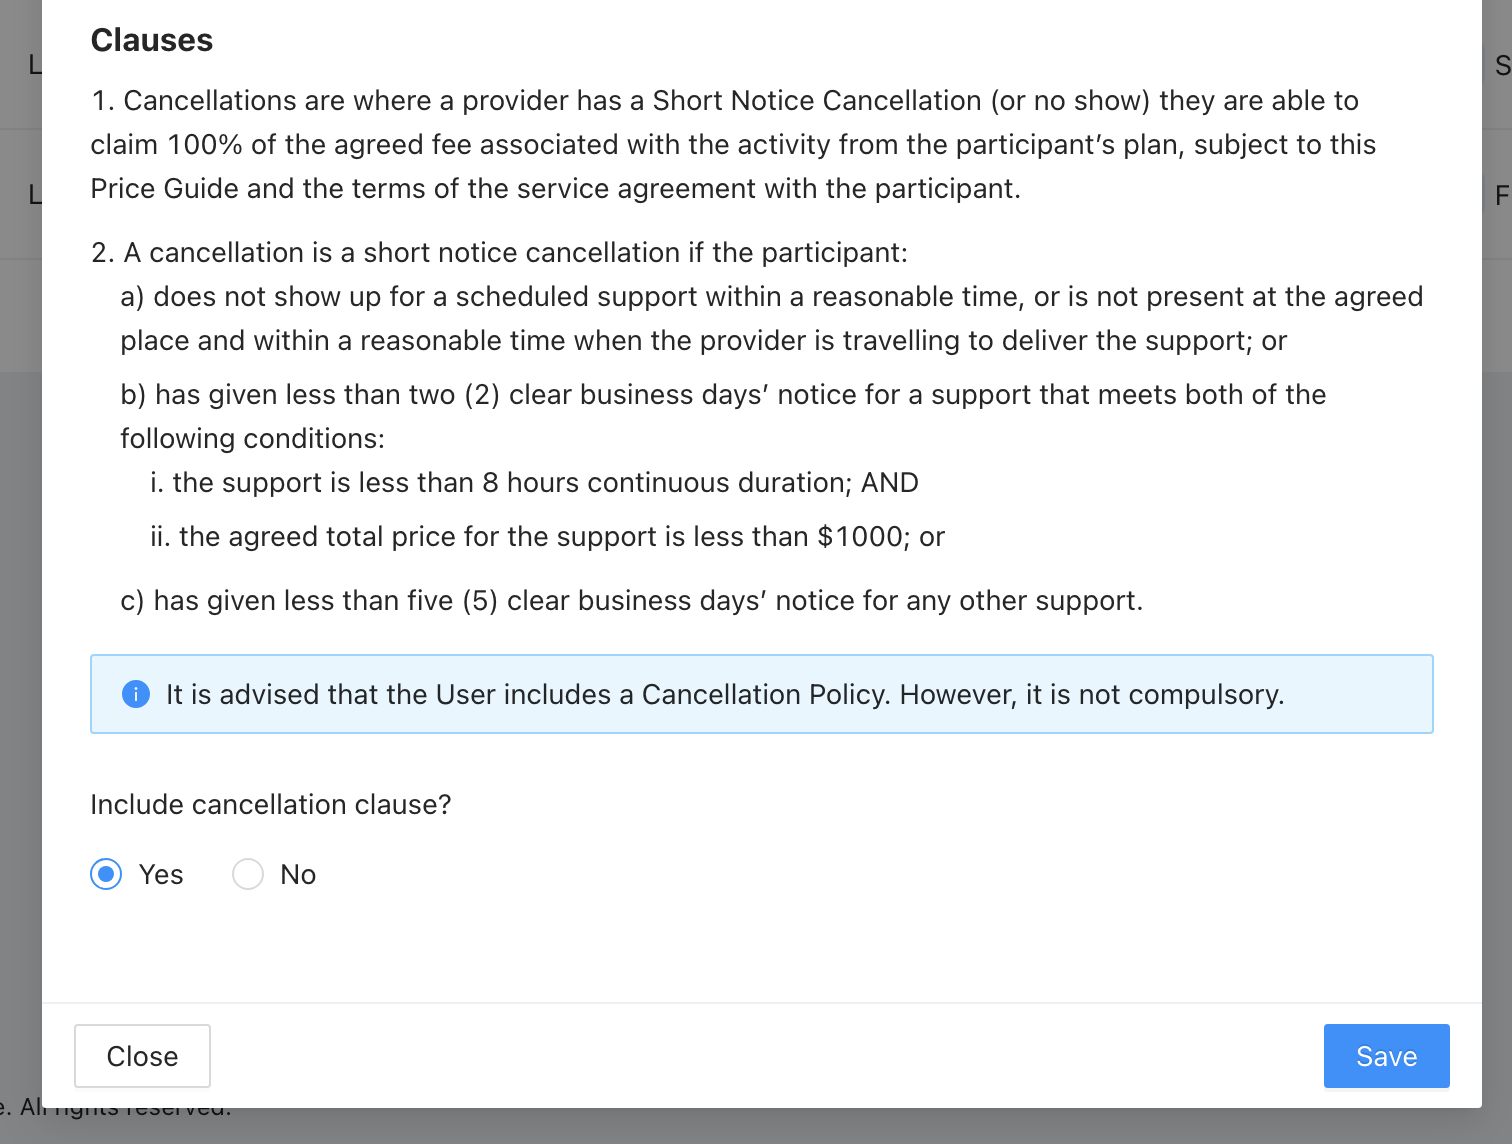 Clauses
1. Cancellations are where a provider has a Short Notice Cancellation (or no show) they are able to
claim 100% of the agreed fee associated with the activity from the participant’s plan, subject to this
Price Guide and the terms of the service agreement with the participant.
2. A cancellation is a short notice cancellation if the participant:
a) does not show up for a scheduled support within a reasonable time, or is not present at the agreed
place and within a reasonable time when the provider is travelling to deliver the support; or
b) has given less than two (2) clear business days’ notice for a support that meets both of the
following conditions:
i. the support is less than 8 hours continuous duration; AND
ii. the agreed total price for the support is less than $1000; or
c) has given less than five (5) clear business days’ notice for any other support.
It is advised that the User includes a Cancellation Policy. However, it is not compulsory.
Include cancellation clause?
Yes No
Close Save
All rights reserved.